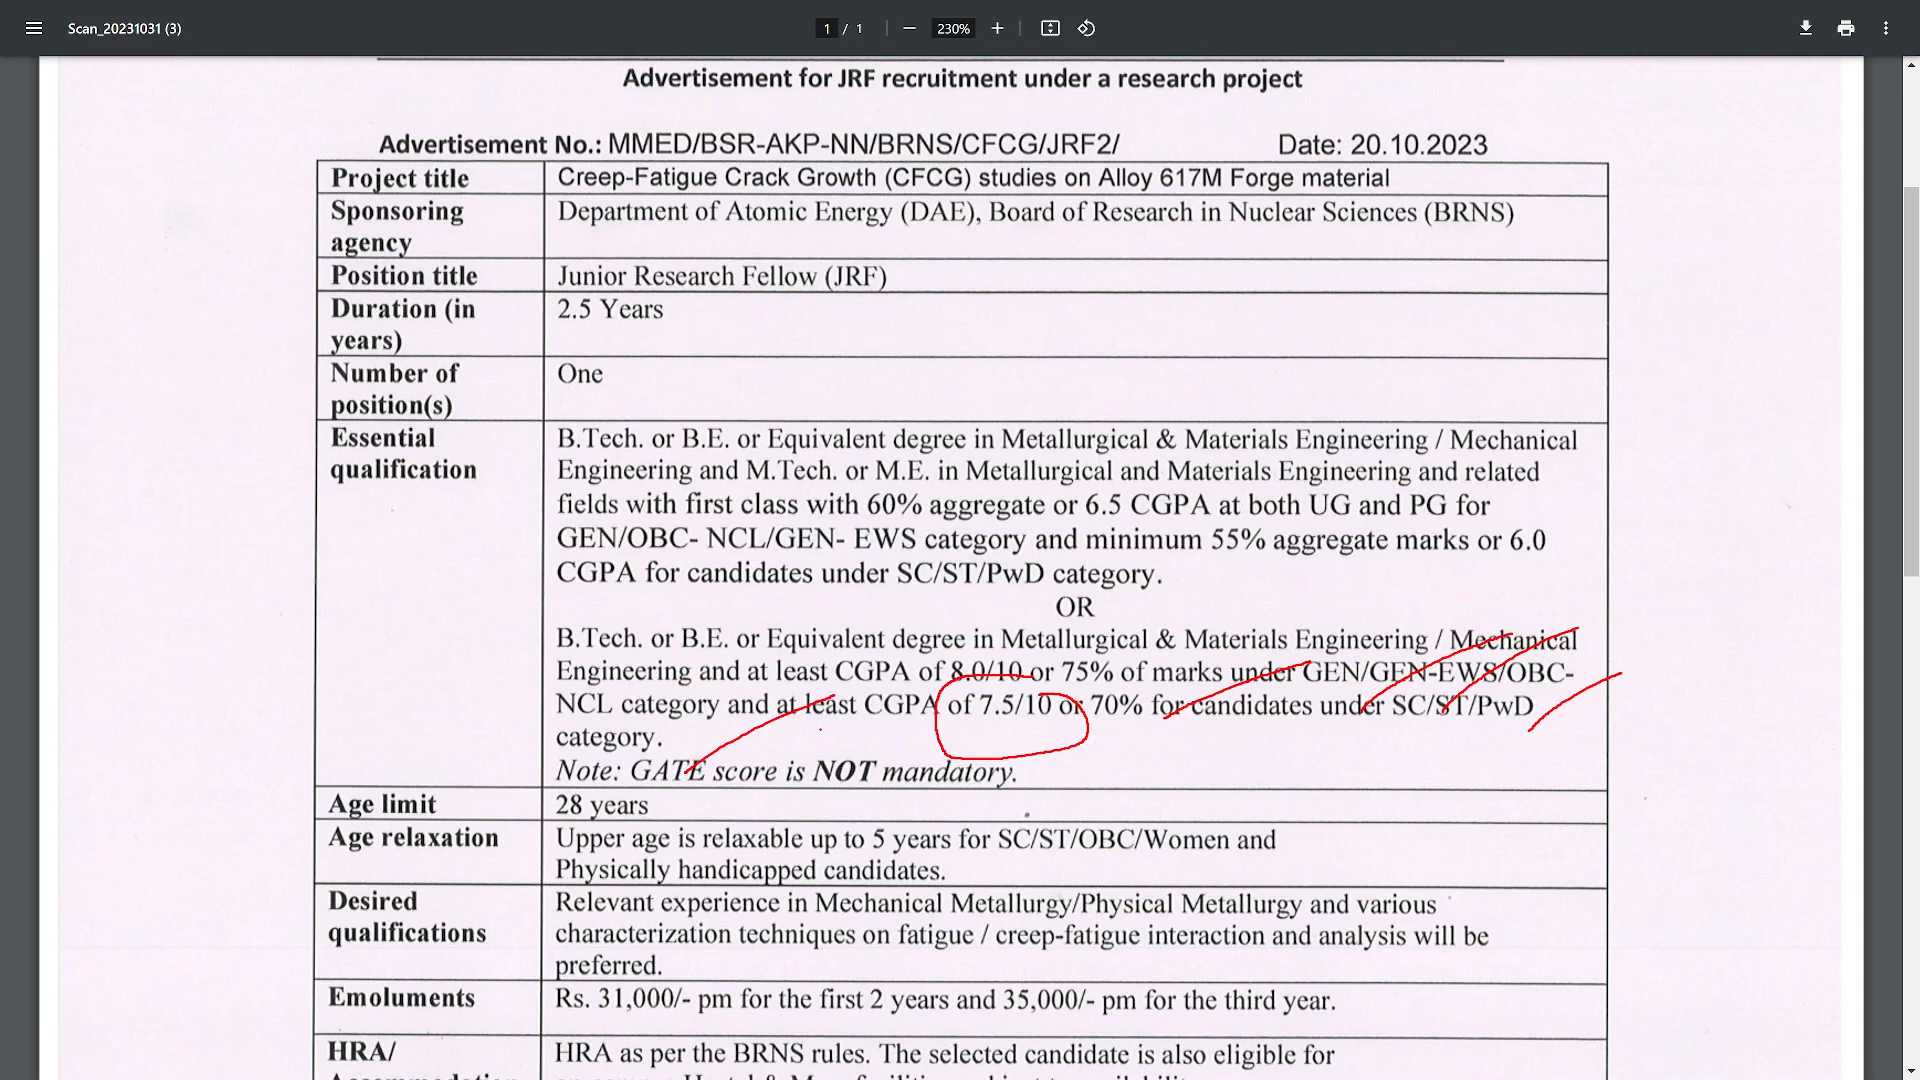 Scan_20231031 (3)
1 / 1
230%
Advertisement for JRF recruitment under a research project
Advertisement No.: MMED/BSR-AKP-NN/BRNS/CFCG/JRF2/ Date: 20.10.2023
Project title Creep-Fatigue Crack Growth (CFCG) studies on Alloy 617M Forge material
Sponsoring agency Department of Atomic Energy (DAE), Board of Research in Nuclear Sciences (BRNS)
Position title Junior Research Fellow (JRF)
Duration (in years) 2.5 Years
Number of position(s) One
Essential qualification
B.Tech. or B.E. or Equivalent degree in Metallurgical & Materials Engineering / Mechanical
Engineering and M.Tech. or M.E. in Metallurgical and Materials Engineering and related
fields with first class with 60% aggregate or 6.5 CGPA at both UG and PG for
GEN/OBC- NCL/GEN- EWS category and minimum 55% aggregate marks or 6.0
CGPA for candidates under SC/ST/PwD category.
OR
B.Tech. or B.E. or Equivalent degree in Metallurgical & Materials Engineering / Mechanical
Engineering and at least CGPA of 8.0/10 or 75% of marks under GEN/GEN-EWS/OBC-
NCL category and at least CGPA of 7.5/10 or 70% for candidates under SC/ST/PwD
category.
Note: GATE score is NOT mandatory.
Age limit 28 years
Age relaxation
Upper age is relaxable up to 5 years for SC/ST/OBC/Women and
Physically handicapped candidates.
Desired qualifications
Relevant experience in Mechanical Metallurgy/Physical Metallurgy and various
characterization techniques on fatigue / creep-fatigue interaction and analysis will be
preferred.
Emoluments Rs. 31,000/- pm for the first 2 years and 35,000/- pm for the third year.
HRA/ HRA as per the BRNS rules. The selected candidate is also eligible for